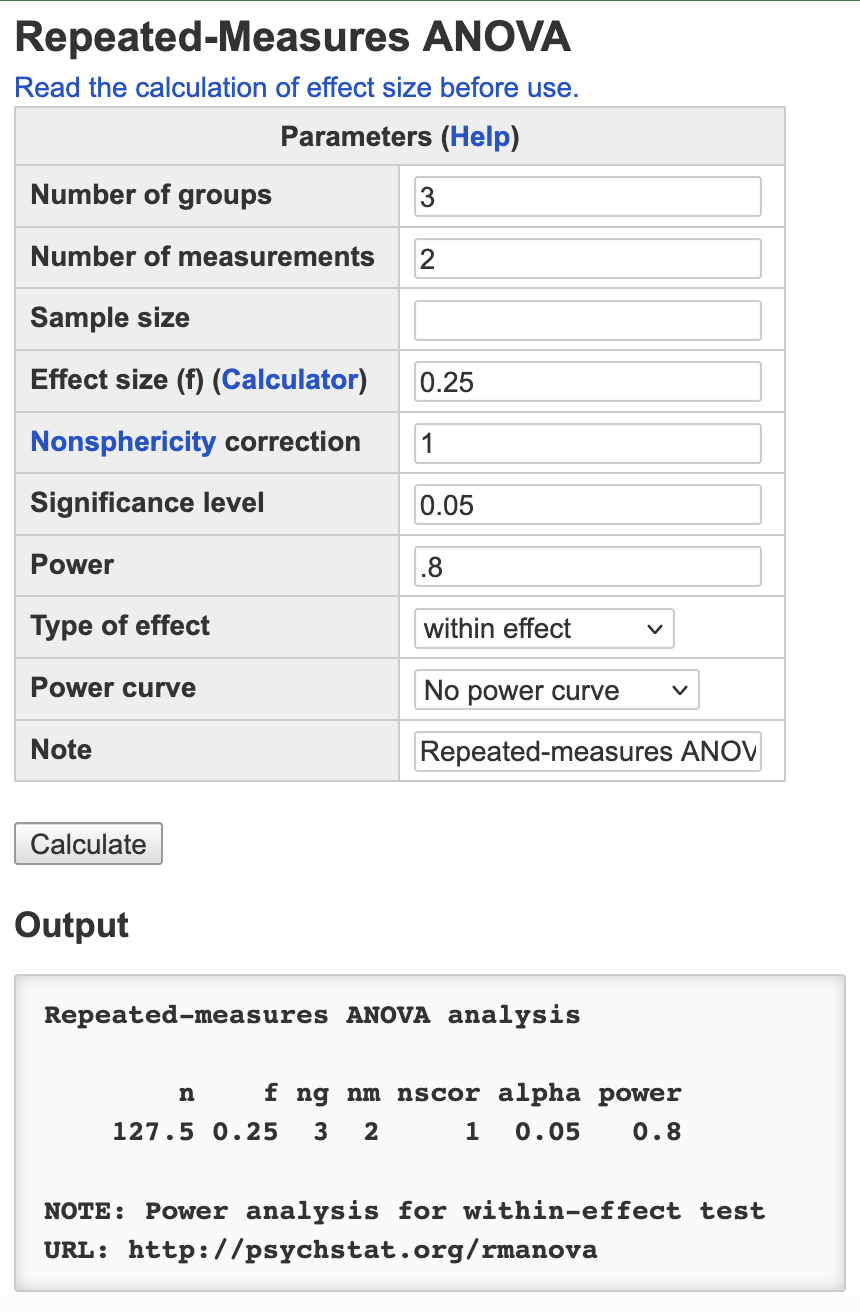 Repeated-Measures ANOVA
Read the calculation of effect size before use.
Parameters (Help)
Number of groups 3
Number of measurements 2
Sample size
Effect size (f) (Calculator) 0.25
Nonsphericity correction 1
Significance level 0.05
Power .8
Type of effect within effect
Power curve No power curve
Note Repeated-measures ANOV
Calculate
Output
Repeated-measures ANOVA analysis
n f ng nm nscor alpha power
127.5 0.25 3 2 1 0.05 0.8
NOTE: Power analysis for within-effect test
URL: http://psychstat.org/rmanova